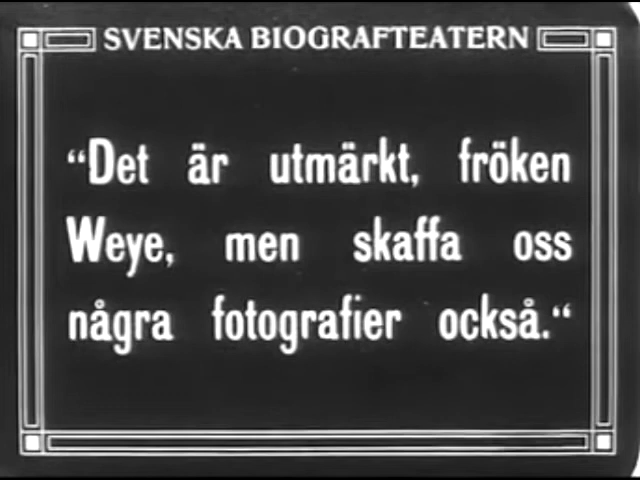 SVENSKA BIOGRAFTEATERN
“Det är utmärkt, fröken
Weye, men skaffa oss
några fotografier också.“